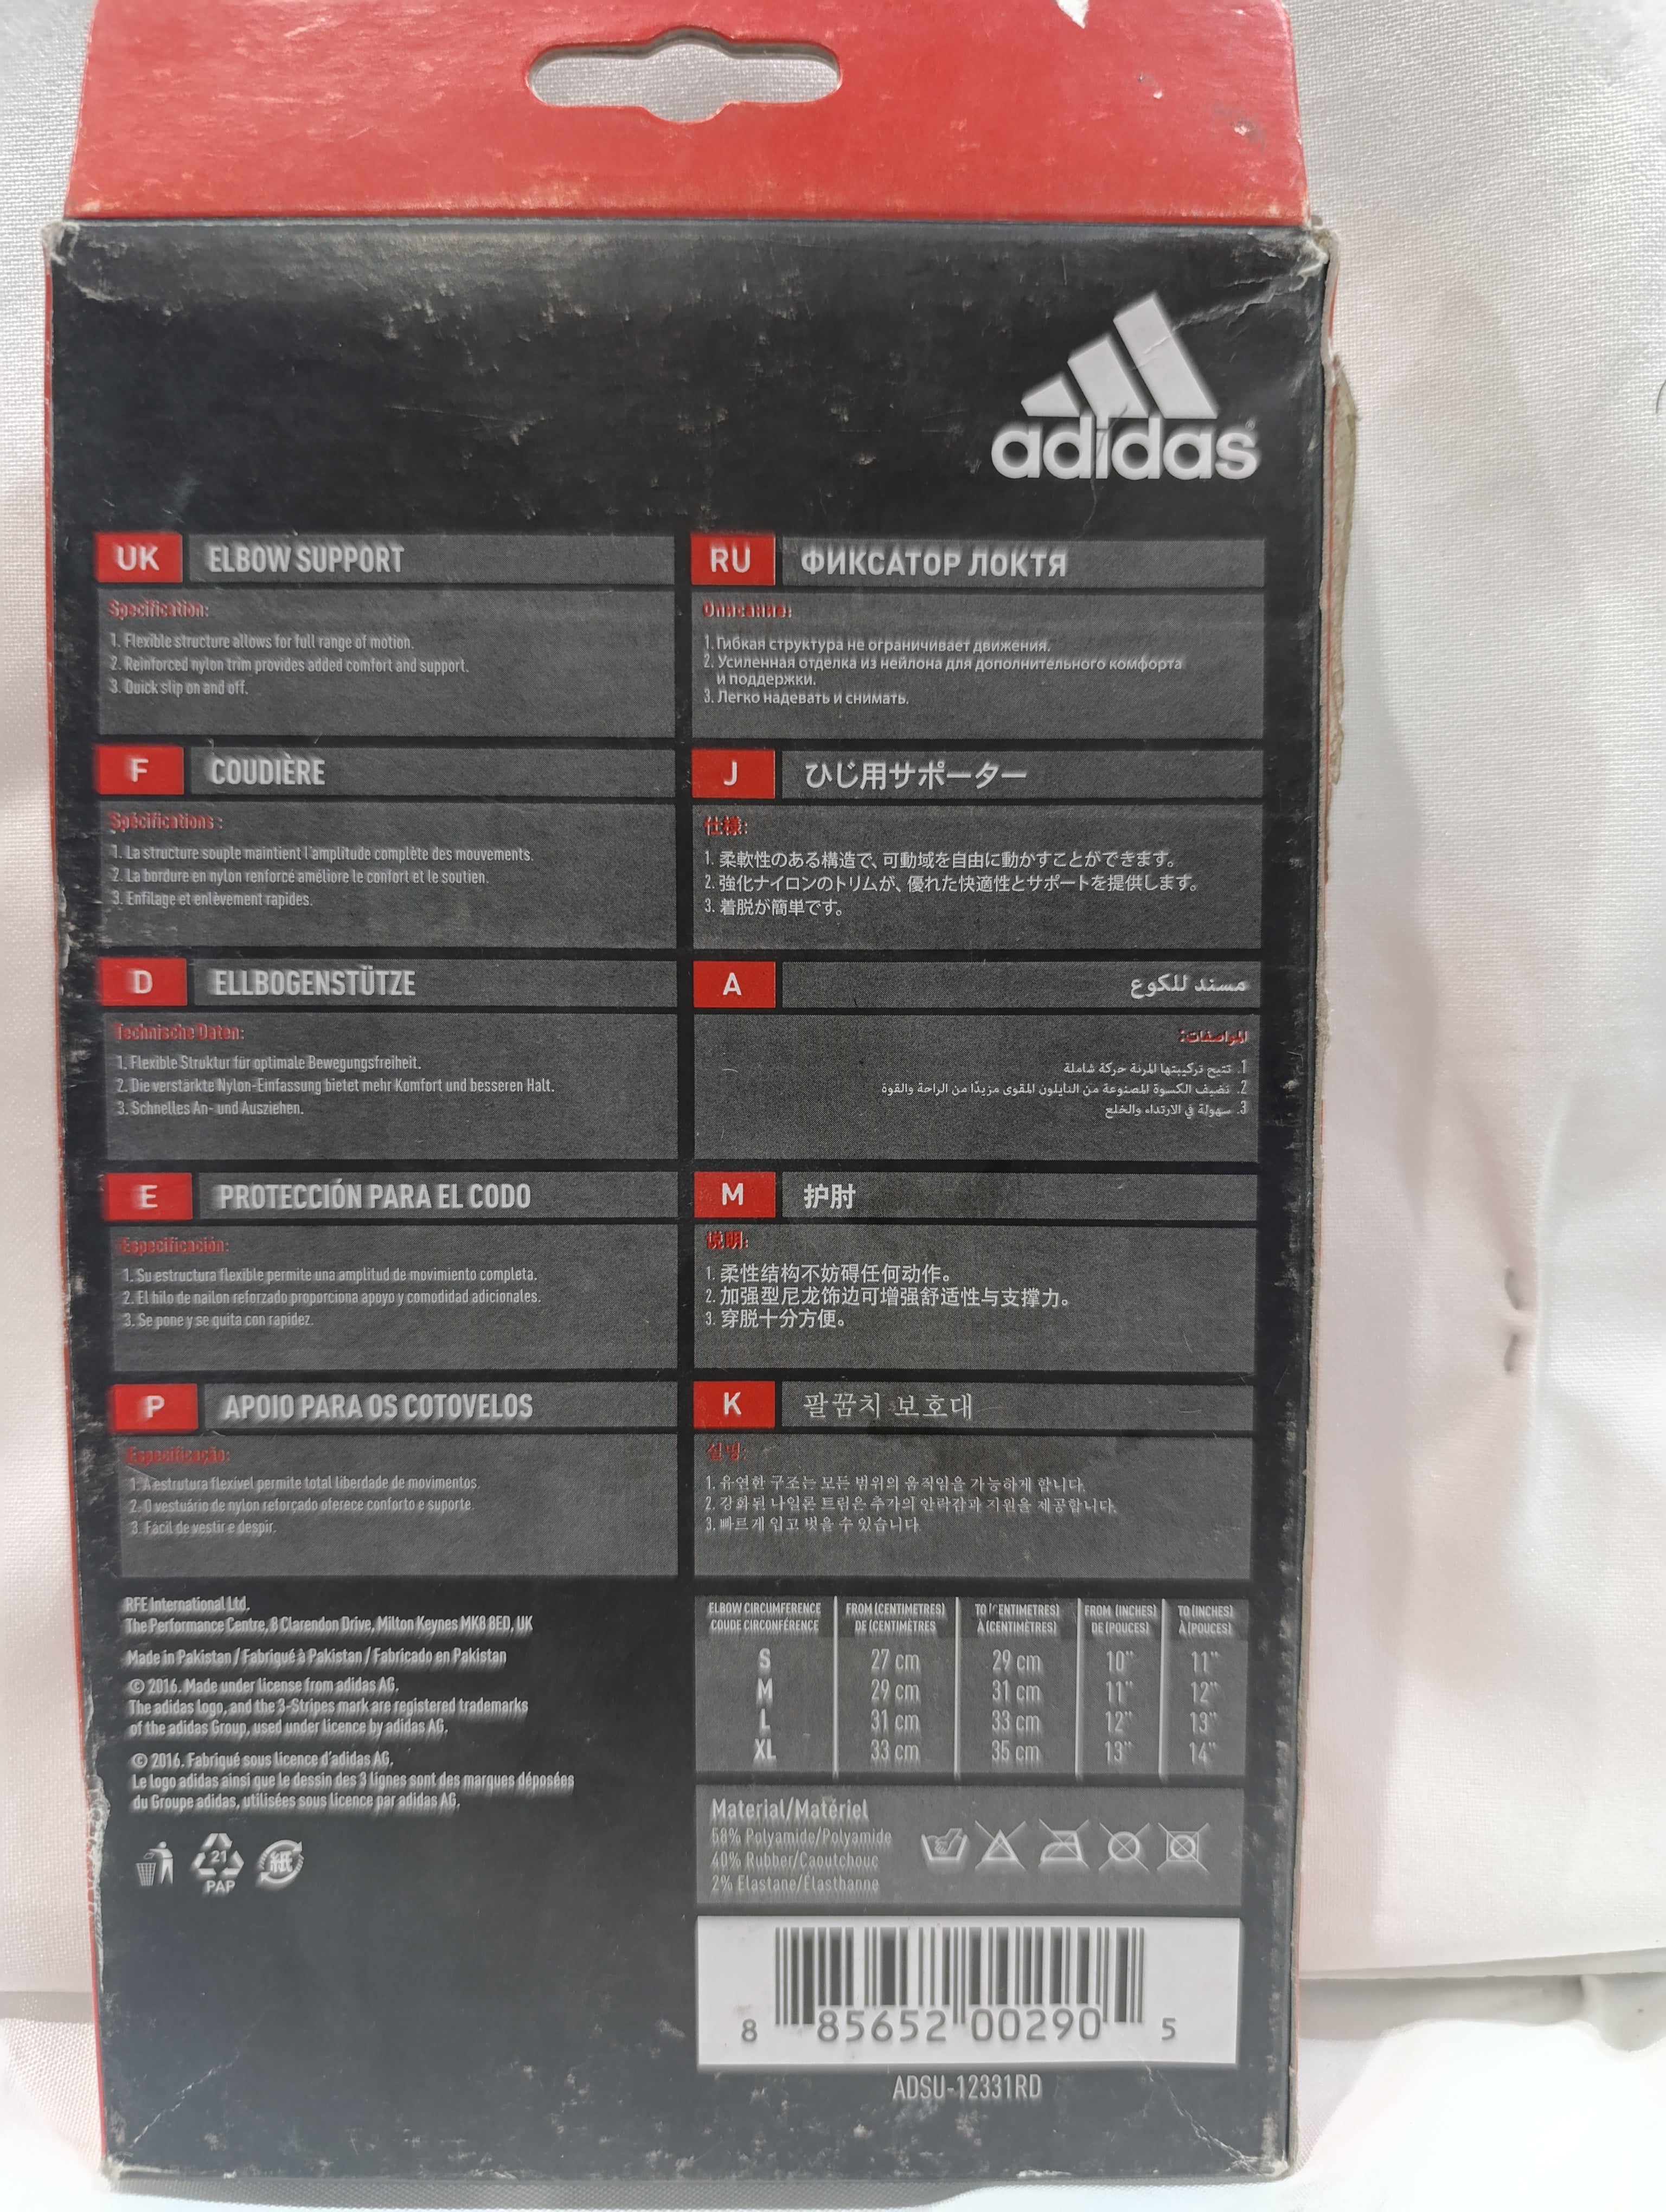 adidas
UK ELBOW SUPPORT
Specification:
1. Flexible structure allows for full range of motion.
2. Reinforced nylon trim provides added comfort and support.
3. Quick slip on and off.
F COUDIÈRE
Spécifications :
1. La structure souple maintient l'amplitude complète des mouvements.
2. La bordure en nylon renforcé améliore le confort et le soutien.
3. Enfilage et enlèvement rapides.
D ELLBOGENSTÜTZE
Technische Daten:
1. Flexible Struktur für optimale Bewegungsfreiheit.
2. Die verstärkte Nylon-Einfassung bietet mehr Komfort und besseren Halt.
3. Schnelles An- und Ausziehen.
E PROTECCIÓN PARA EL CODO
Especificación:
1. Su estructura flexible permite una amplitud de movimiento completa.
2. El hilo de nailon reforzado proporciona apoyo y comodidad adicionales.
3. Se pone y se quita con rapidez.
P APOIO PARA OS COTOVELOS
Especificação:
1. A estrutura flexível permite total liberdade de movimentos.
2. O vestuário de nylon reforçado oferece conforto e suporte.
3. Fácil de vestir e despir.
RU ФИКСАТОР ЛОКТЯ
Описание:
1. Гибкая структура не ограничивает движения.
2. Усиленная отделка из нейлона для дополнительного комфорта
и поддержки.
3. Легко надевать и снимать.
J ひじ用サポーター
仕様:
1. 柔軟性のある構造で、可動域を自由に動かすことができます。
2. 強化ナイロンのトリムが、優れた快適性とサポートを提供します。
3. 着脱が簡単です。
A مسند للكوع
المواصفات:
1. تتيح تركيبتها المرنة حركة شاملة
2. تضيف الكسوة المصنوعة من النايلون المقوى مزيدًا من الراحة والقوة
3. سهولة في الارتداء والخلع
M 护肘
说明:
1. 柔性结构不妨碍任何动作。
2. 加强型尼龙饰边可增强舒适性与支撑力。
3. 穿脱十分方便。
K 팔꿈치 보호대
설명:
1. 유연한 구조는 모든 범위의 움직임을 가능하게 합니다.
2. 강화된 나일론 트림은 추가의 안락감과 지원을 제공합니다.
3. 빠르게 입고 벗을 수 있습니다
RFE International Ltd.
The Performance Centre, 8 Clarendon Drive, Milton Keynes MK8 8ED, UK
Made in Pakistan / Fabriqué à Pakistan / Fabricado en Pakistan
© 2016. Made under license from adidas AG.
The adidas logo, and the 3-Stripes mark are registered trademarks
of the adidas Group, used under licence by adidas AG.
© 2016. Fabriqué sous licence d'adidas AG.
Le logo adidas ainsi que le dessin des 3 lignes sont des marques déposées
du Groupe adidas, utilisées sous licence par adidas AG.
21
PAP
紙
ELBOW CIRCUMFERENCE FROM (CENTIMETRES) TO (CENTIMETRES) FROM (INCHES) TO (INCHES)
COUDE CIRCONFÉRENCE DE (CENTIMÈTRES À (CENTIMÈTRES) DE (POUCES) À (POUCES)
S 27 cm 29 cm 10" 11"
M 29 cm 31 cm 11" 12"
L 31 cm 33 cm 12" 13"
XL 33 cm 35 cm 13" 14"
Material/Matériel
58% Polyamide/Polyamide
40% Rubber/Caoutchouc
2% Elastane/Élasthanne
8 85652 00290 5
ADSU-12331RD